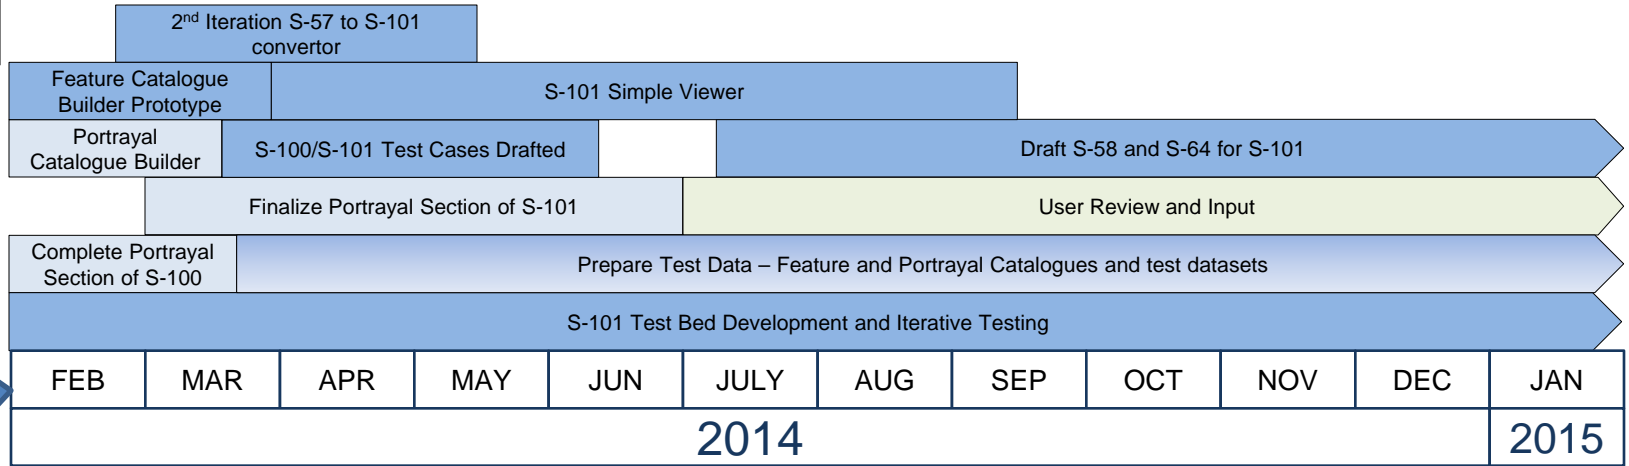 2nd Iteration S-57 to S-101
convertor
Feature Catalogue
Builder Prototype
S-101 Simple Viewer
Portrayal
Catalogue Builder
S-100/S-101 Test Cases Drafted
Draft S-58 and S-64 for S-101
Finalize Portrayal Section of S-101
User Review and Input
Complete Portrayal
Section of S-100
Prepare Test Data – Feature and Portrayal Catalogues and test datasets
S-101 Test Bed Development and Iterative Testing
FEB MAR APR MAY JUN JULY AUG SEP OCT NOV DEC JAN
2014 2015